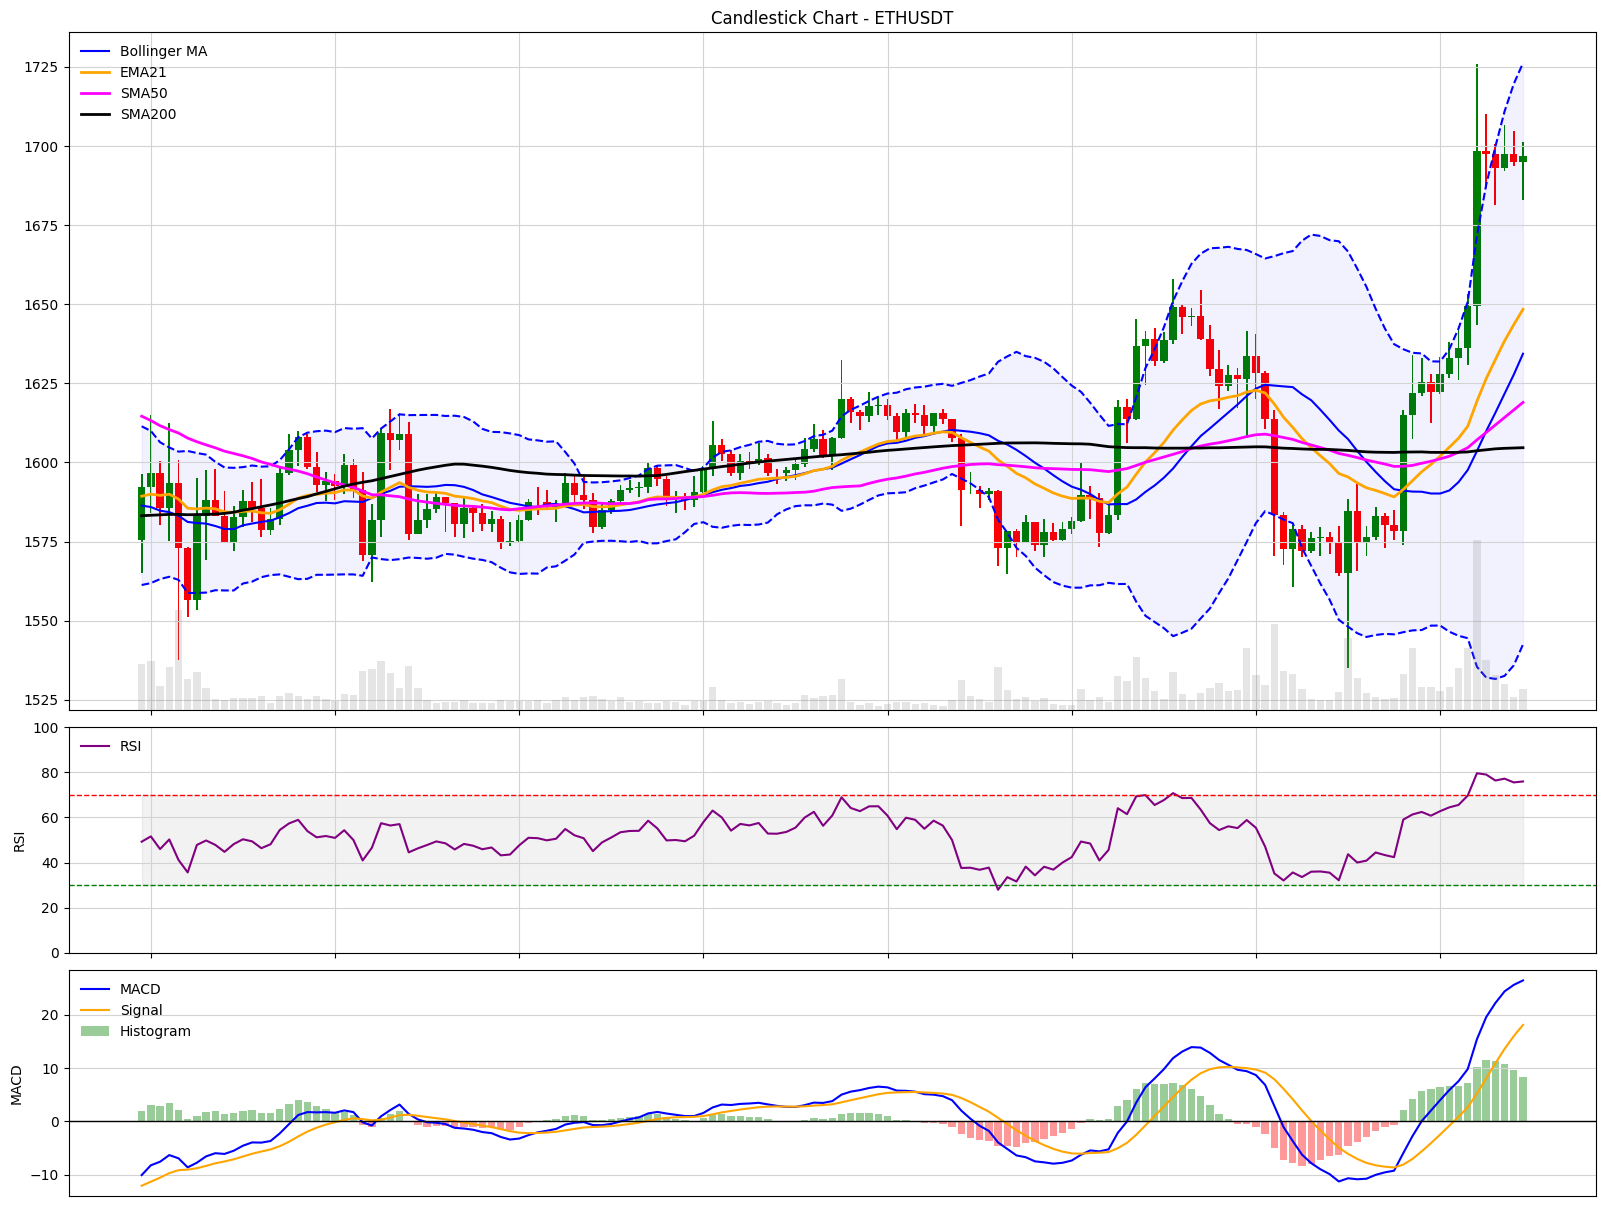 Candlestick Chart - ETHUSDT
Bollinger MA
EMA21
SMA50
SMA200
1725
1700
1675
1650
1625
1600
1575
1550
1525
RSI
RSI
100
80
60
40
20
0
MACD
Signal
Histogram
MACD
20
10
0
−10